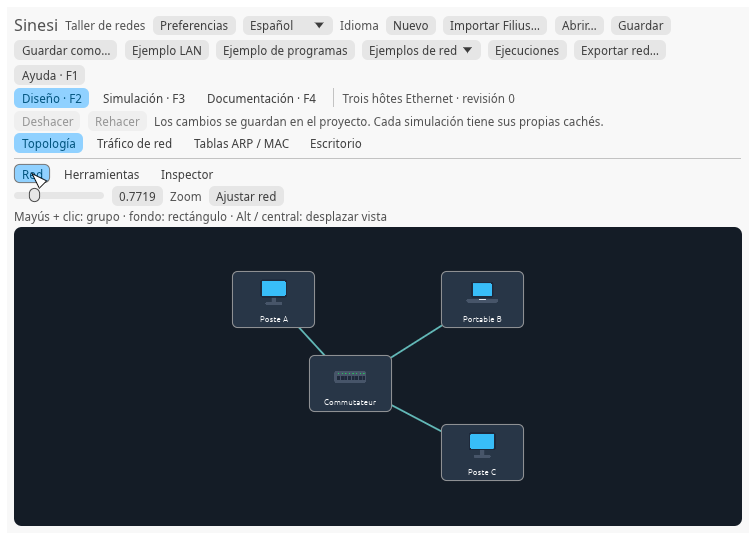 Sinesi Taller de redes Preferencias Español Idioma Nuevo Importar Filius... Abrir... Guardar
Guardar como... Ejemplo LAN Ejemplo de programas Ejemplos de red Ejecuciones Exportar red...
Ayuda · F1
Diseño · F2 Simulación · F3 Documentación · F4 Trois hôtes Ethernet · revisión 0
Deshacer Rehacer Los cambios se guardan en el proyecto. Cada simulación tiene sus propias cachés.
Topología Tráfico de red Tablas ARP / MAC Escritorio
Red Herramientas Inspector
0.7719 Zoom Ajustar red
Mayús + clic: grupo · fondo: rectángulo · Alt / central: desplazar vista
Poste A Portable B
Commutateur
Poste C